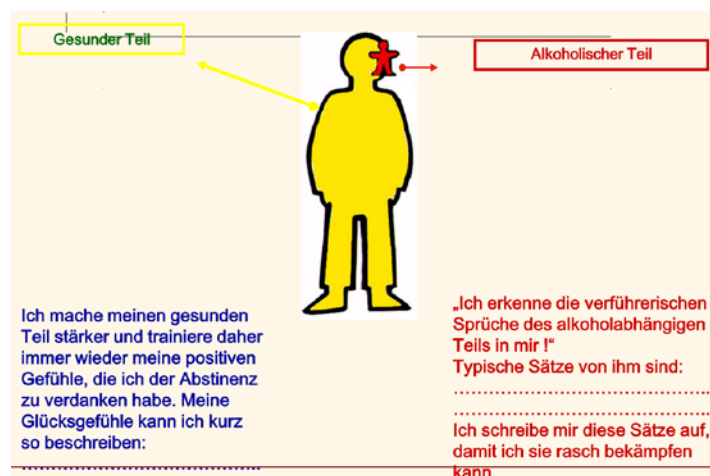 Gesunder Teil
Alkoholischer Teil
Ich mache meinen gesunden
Teil stärker und trainiere daher
immer wieder meine positiven
Gefühle, die ich der Abstinenz
zu verdanken habe. Meine
Glücksgefühle kann ich kurz
so beschreiben:
........................................
„Ich erkenne die verführerischen
Sprüche des alkoholabhängigen
Teils in mir !“
Typische Sätze von ihm sind:
...........................................
...........................................
Ich schreibe mir diese Sätze auf,
damit ich sie rasch bekämpfen
kann